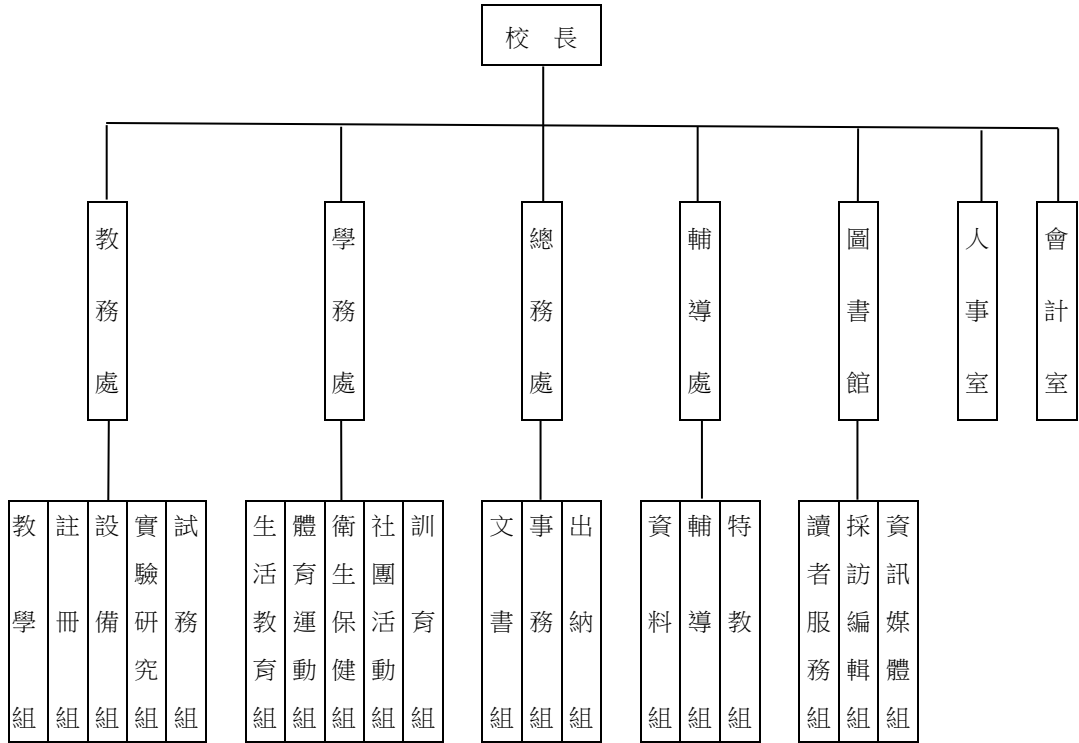 校 長
教務處
學務處
總務處
輔導處
圖書館
人事室
會計室
教學組
註冊組
設備組
實驗研究組
試務組
生活教育組
體育運動組
衛生保健組
社團活動組
訓育組
文書組
事務組
出納組
資料組
輔導組
特教組
讀者服務組
採訪編輯組
資訊媒體組